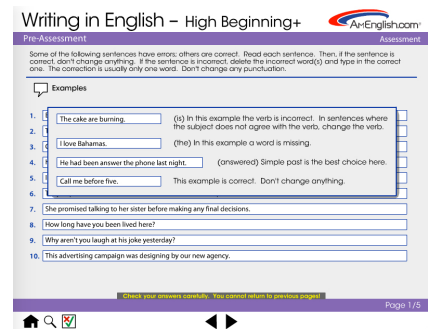 Writing in English – High Beginning+
AMEnglish.com
Pre-Assessment
Assessment
Some of the following sentences have errors; others are correct. Read each sentence. Then, if the sentence is
correct, don't change anything. If the sentence is incorrect, delete the incorrect word(s) and type in the correct
one. The correction is usually only one word. Don't change any punctuation.
Examples
The cake are burning.
(is) In this example the verb is incorrect. In sentences where
the subject does not agree with the verb, change the verb.
I love Bahamas.
(the) In this example a word is missing.
He had been answer the phone last night.
(answered) Simple past is the best choice here.
Call me before five.
This example is correct. Don't change anything.
1.
2.
3.
4.
5.
6.
7. She promised talking to her sister before making any final decisions.
8. How long have you been lived here?
9. Why aren't you laugh at his joke yesterday?
10. This advertising campaign was designing by our new agency.
Check your answers carefully. You cannot return to previous pages!
Page 1/5